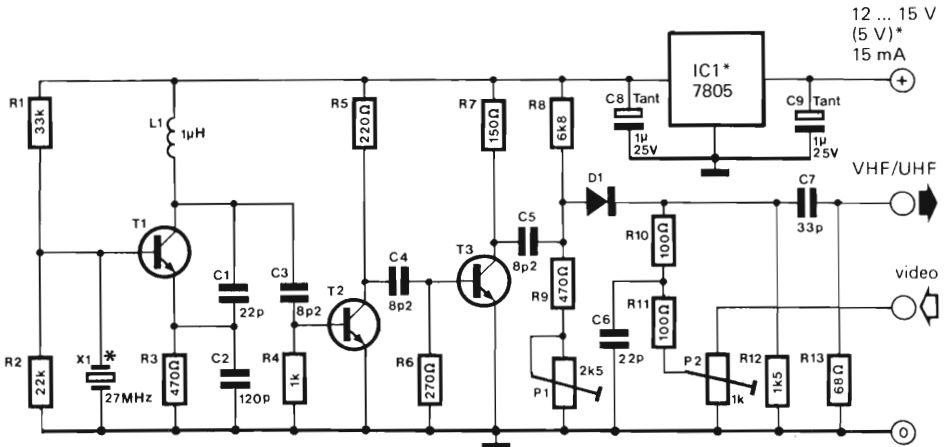 12 ... 15 V
(5 V)*
15 mA
IC1*
7805
C8 Tant
1µ
25V
C9 Tant
1µ
25V
R1
33k
L1
1µH
R5
220Ω
R7
150Ω
R8
6k8
VHF/UHF
D1
C7
33p
T1
C1
22p
C3
8p2
T2
C4
8p2
T3
C5
8p2
R9
470Ω
R10
100Ω
R11
100Ω
C6
22p
video
R2
22k
X1 *
27MHz
R3
470Ω
C2
120p
R4
1k
R6
270Ω
P1
2k5
P2
1k
R12
1k5
R13
68Ω
+
0